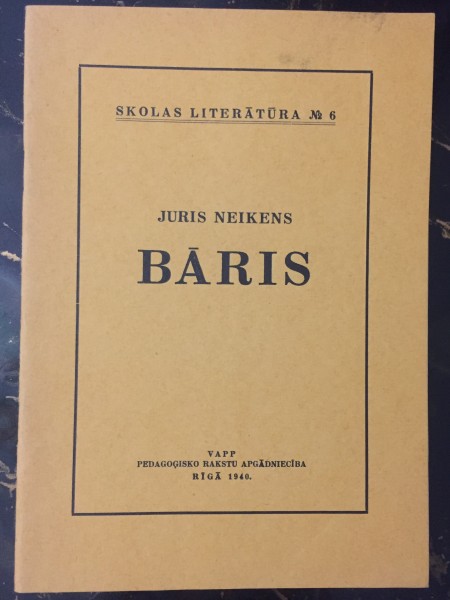 SKOLAS LITERĀTŪRA № 6
JURIS NEIKENS
BĀRIS
VAPP
PEDAGOĢISKO RAKSTU APGĀDNIECĪBA
RĪGĀ 1940.